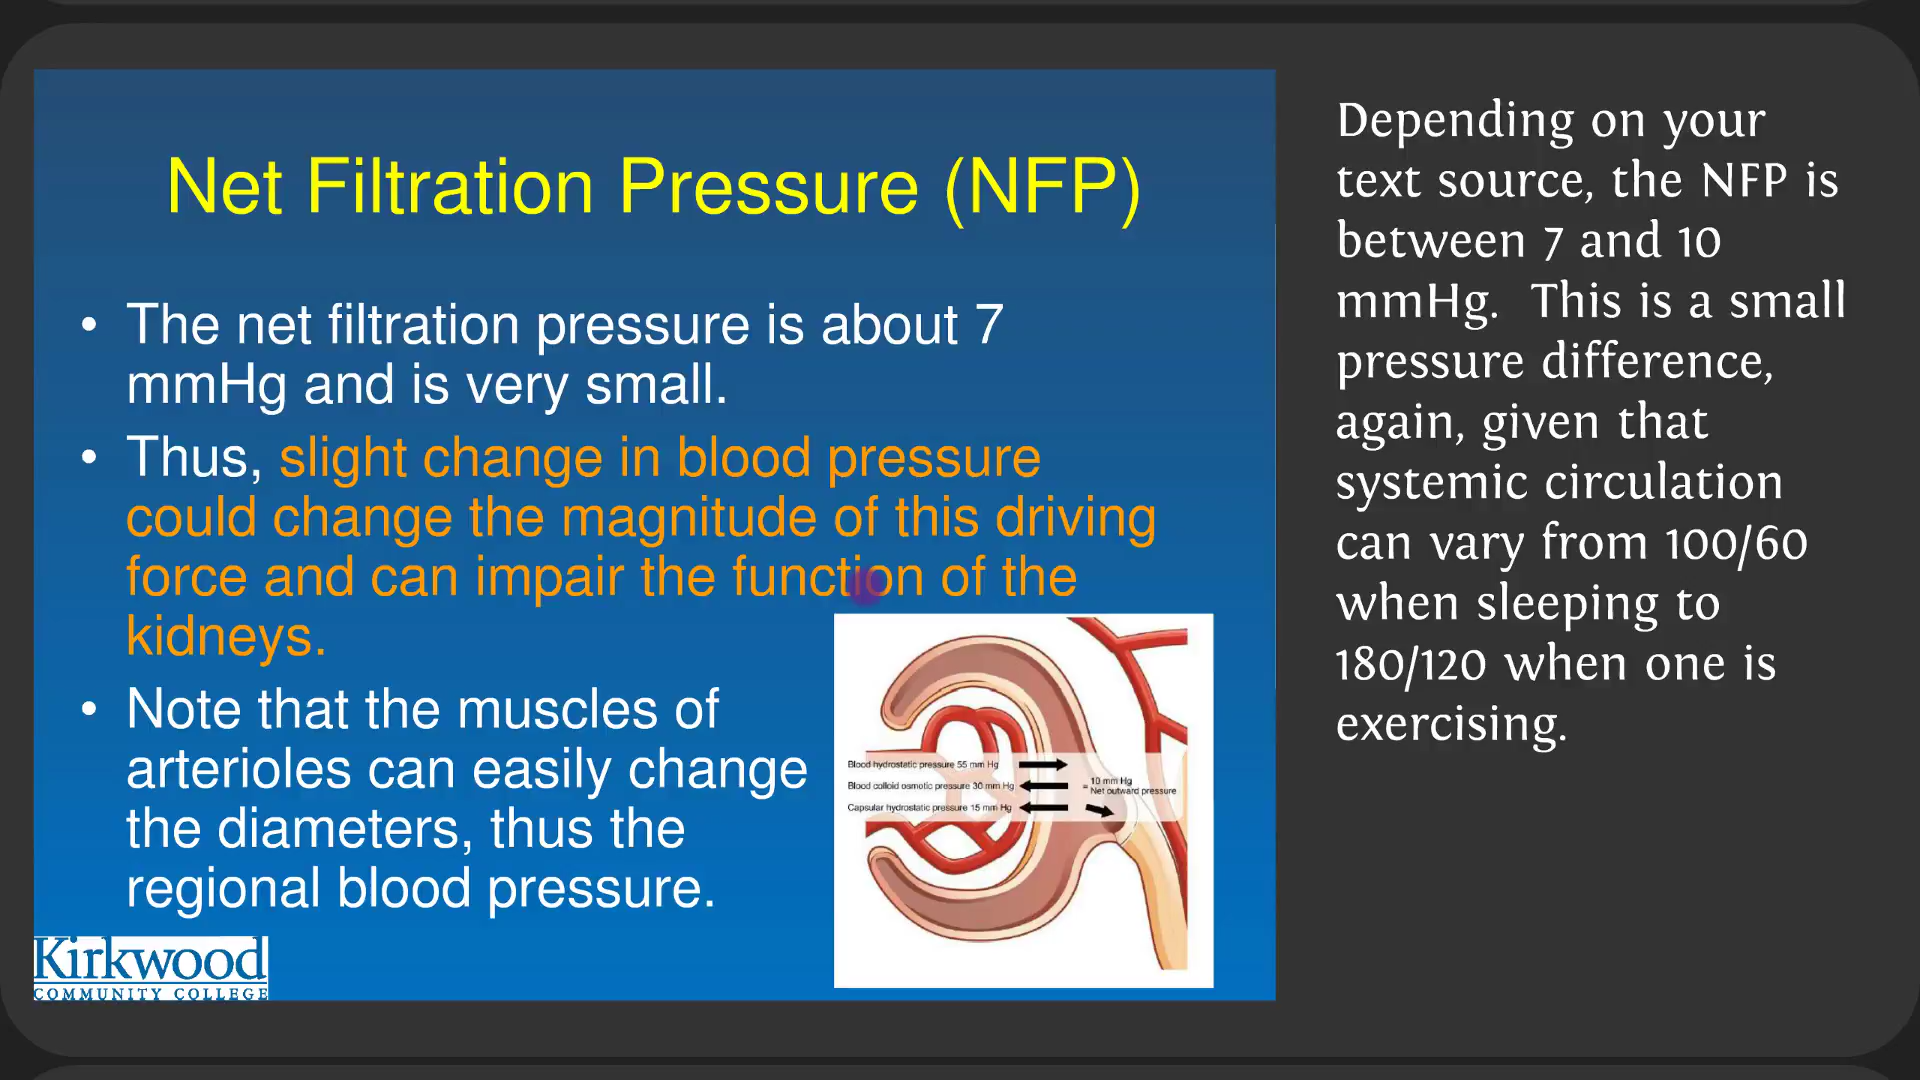 Net Filtration Pressure (NFP)
• The net filtration pressure is about 7
mmHg and is very small.
• Thus, slight change in blood pressure
could change the magnitude of this driving
force and can impair the function of the
kidneys.
• Note that the muscles of
arterioles can easily change
the diameters, thus the
regional blood pressure.
Blood hydrostatic pressure 55 mm Hg
Blood colloid osmotic pressure 30 mm Hg
Capsular hydrostatic pressure 15 mm Hg
= 10 mm Hg
Net outward pressure
Kirkwood
COMMUNITY COLLEGE
Depending on your
text source, the NFP is
between 7 and 10
mmHg.  This is a small
pressure difference,
again, given that
systemic circulation
can vary from 100/60
when sleeping to
180/120 when one is
exercising.